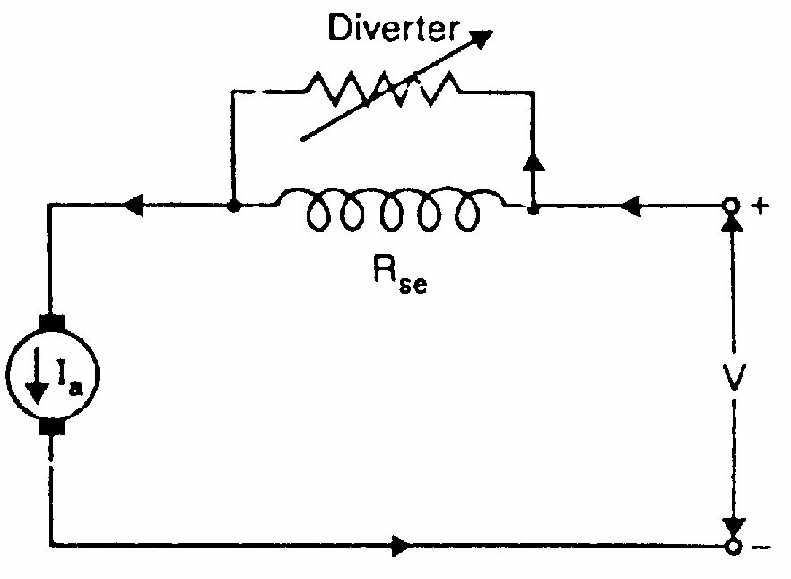 Diverter
+
R_se
I_a
V
–